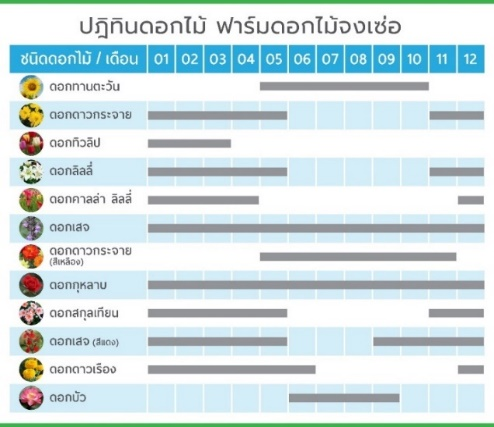 ปฎิทินดอกไม้ ฟาร์มดอกไม้จงเซ่อ
ชนิดดอกไม้ / เดือน 01 02 03 04 05 06 07 08 09 10 11 12
ดอกทานตะวัน
ดอกดาวกระจาย
ดอกทิวลิป
ดอกลิลลี่
ดอกคาลล่า ลิลลี่
ดอกเสจ
ดอกดาวกระจาย
(สีเหลือง)
ดอกกุหลาบ
ดอกสกุลเทียน
ดอกเสจ (สีแดง)
ดอกดาวเรือง
ดอกบัว